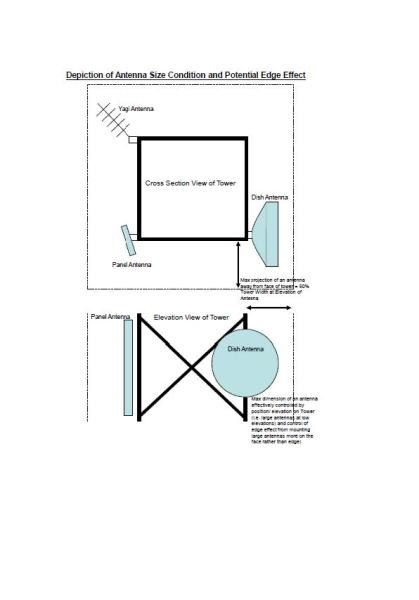 Depiction of Antenna Size Condition and Potential Edge Effect
Yagi Antenna
Cross Section View of Tower
Dish Antenna
Panel Antenna
Max projection of an antenna
away from face of tower = 50%
Tower Width at Elevation of
Antenna
Panel Antenna
Elevation View of Tower
Dish Antenna
Max dimension of an antenna
effectively controlled by
position/ elevation on Tower
(i.e. large antennas at low
elevations) and control of
edge effect from mounting
large antennas more on the
face rather than edge)